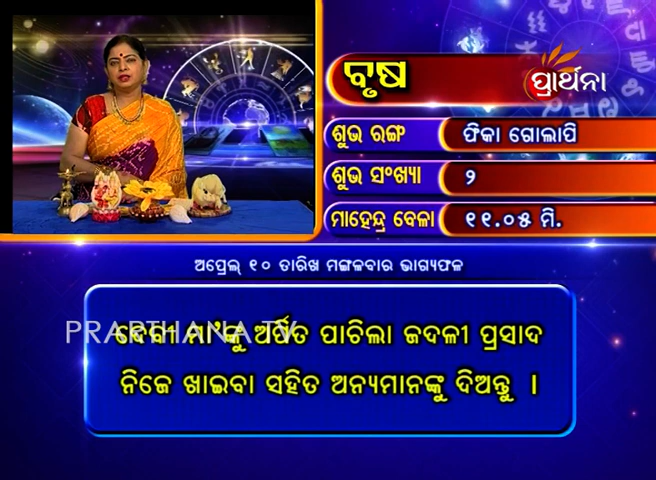 ବୃଷ
ପ୍ରାର୍ଥନା
ଶୁଭ ରଙ୍ଗ ଫିକା ଗୋଲାପି
ଶୁଭ ସଂଖ୍ୟା ୨
ମାହେନ୍ଦ୍ର ବେଳା ୧୧.୦୫ ମି.
ଅପ୍ରେଲ୍ ୧୦ ତାରିଖ ମଙ୍ଗଳବାର ଭାଗ୍ୟଫଳ
PRARTHANA TV
ଦେବୀ ମା'ଙ୍କୁ ଅର୍ପିତ ପାଚିଲା କଦଳୀ ପ୍ରସାଦ
ନିଜେ ଖାଇବା ସହିତ ଅନ୍ୟମାନଙ୍କୁ ଦିଅନ୍ତୁ ।